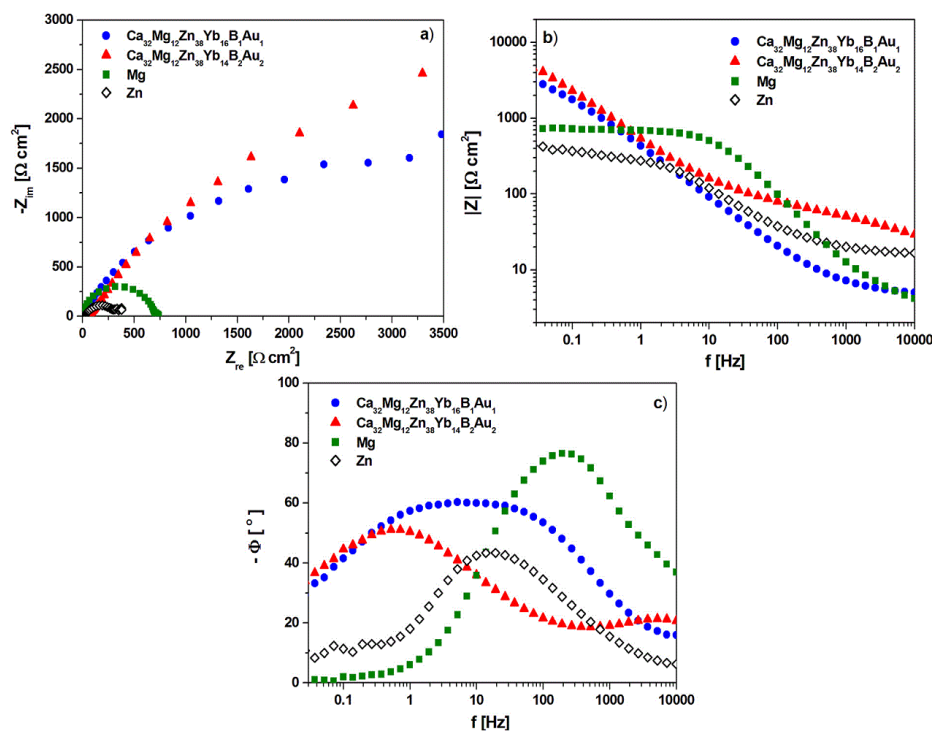 a)
Ca₃₂Mg₁₂Zn₃₈Yb₁₆B₁Au₁
Ca₃₂Mg₁₂Zn₃₈Yb₁₄B₂Au₂
Mg
Zn
3000
2500
2000
1500
1000
500
0
-Z_im [Ω cm²]
0 500 1000 1500 2000 2500 3000 3500
Z_re [Ω cm²]
b)
Ca₃₂Mg₁₂Zn₃₈Yb₁₆B₁Au₁
Ca₃₂Mg₁₂Zn₃₈Yb₁₄B₂Au₂
Mg
Zn
10000
1000
100
10
|Z| [Ω cm²]
0.1 1 10 100 1000 10000
f [Hz]
c)
Ca₃₂Mg₁₂Zn₃₈Yb₁₆B₁Au₁
Ca₃₂Mg₁₂Zn₃₈Yb₁₄B₂Au₂
Mg
Zn
100
80
60
40
20
0
- Φ [ ° ]
0.1 1 10 100 1000 10000
f [Hz]